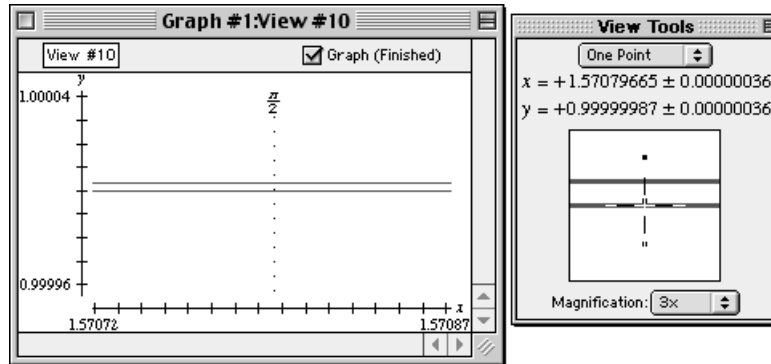 Graph #1:View #10
View #10
Graph (Finished)
y
1.00004
π/2
0.99996
x
1.57072
1.57087
View Tools
One Point
x = +1.57079665 ± 0.00000036
y = +0.99999987 ± 0.00000036
Magnification: 3×